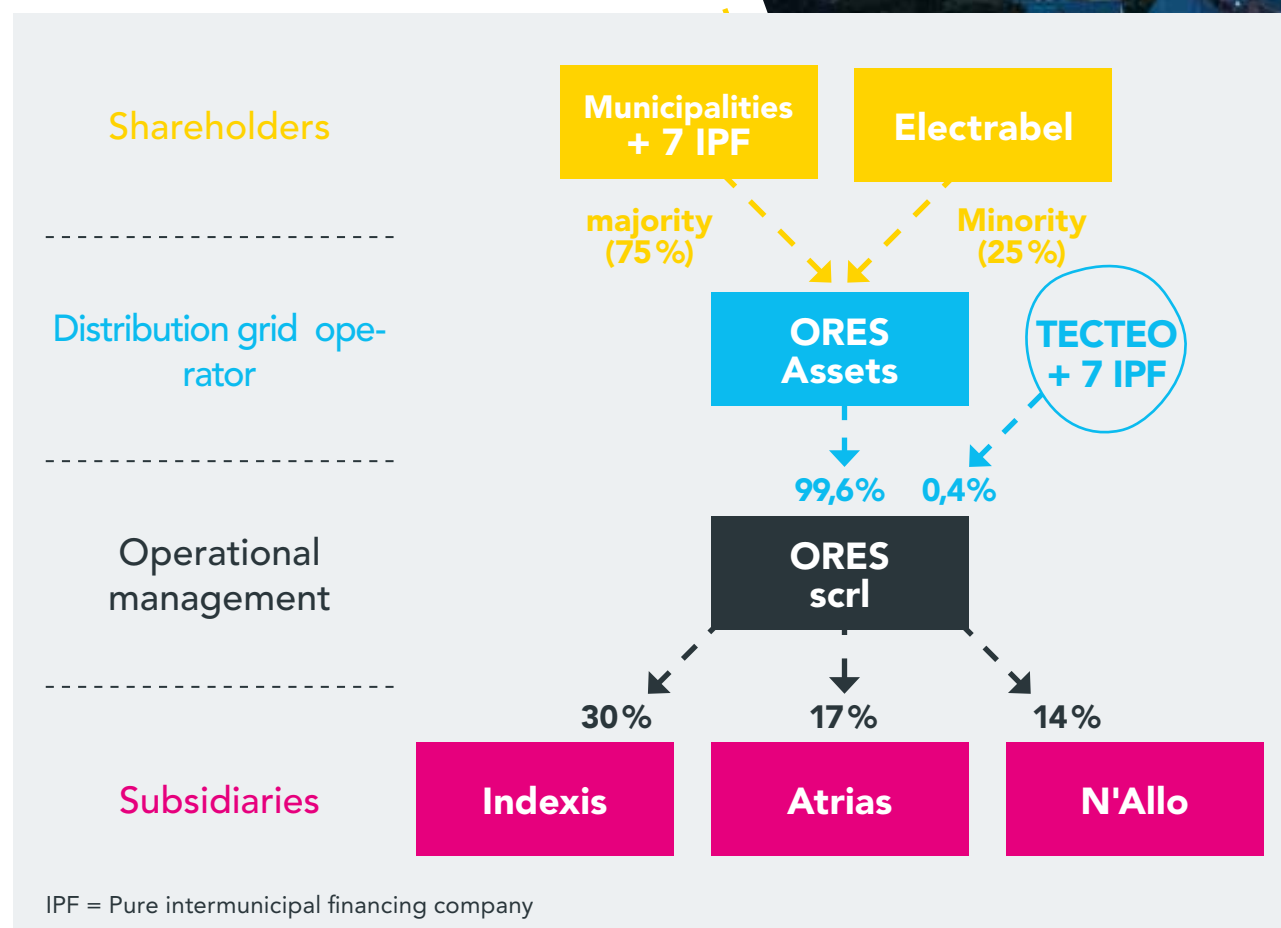 Shareholders
Municipalities
+ 7 IPF
Electrabel
majority
(75 %)
Minority
(25 %)
Distribution grid ope-
rator
ORES
Assets
TECTEO
+ 7 IPF
99,6%
0,4%
Operational
management
ORES
scrl
30%
17%
14%
Subsidiaries
Indexis
Atrias
N'Allo
IPF = Pure intermunicipal financing company